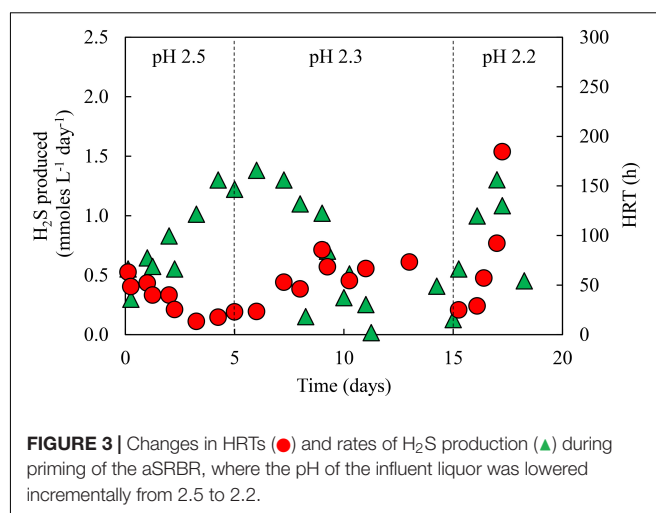 pH 2.5 pH 2.3 pH 2.2
2.5
2.0
1.5
1.0
0.5
0.0
H₂S produced
(mmoles L⁻¹ day⁻¹)
300
250
200
150
100
50
0
HRT (h)
0 5 10 15 20
Time (days)
FIGURE 3 | Changes in HRTs (●) and rates of H₂S production (▲) during
priming of the aSRBR, where the pH of the influent liquor was lowered
incrementally from 2.5 to 2.2.